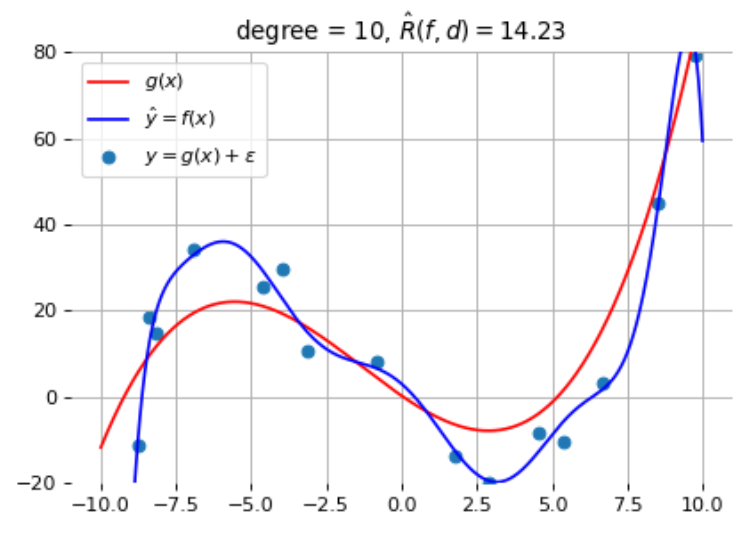 degree = 10, R̂(f, d) = 14.23
g(x)
ŷ = f(x)
y = g(x) + ε
80
60
40
20
0
−20
−10.0 −7.5 −5.0 −2.5 0.0 2.5 5.0 7.5 10.0